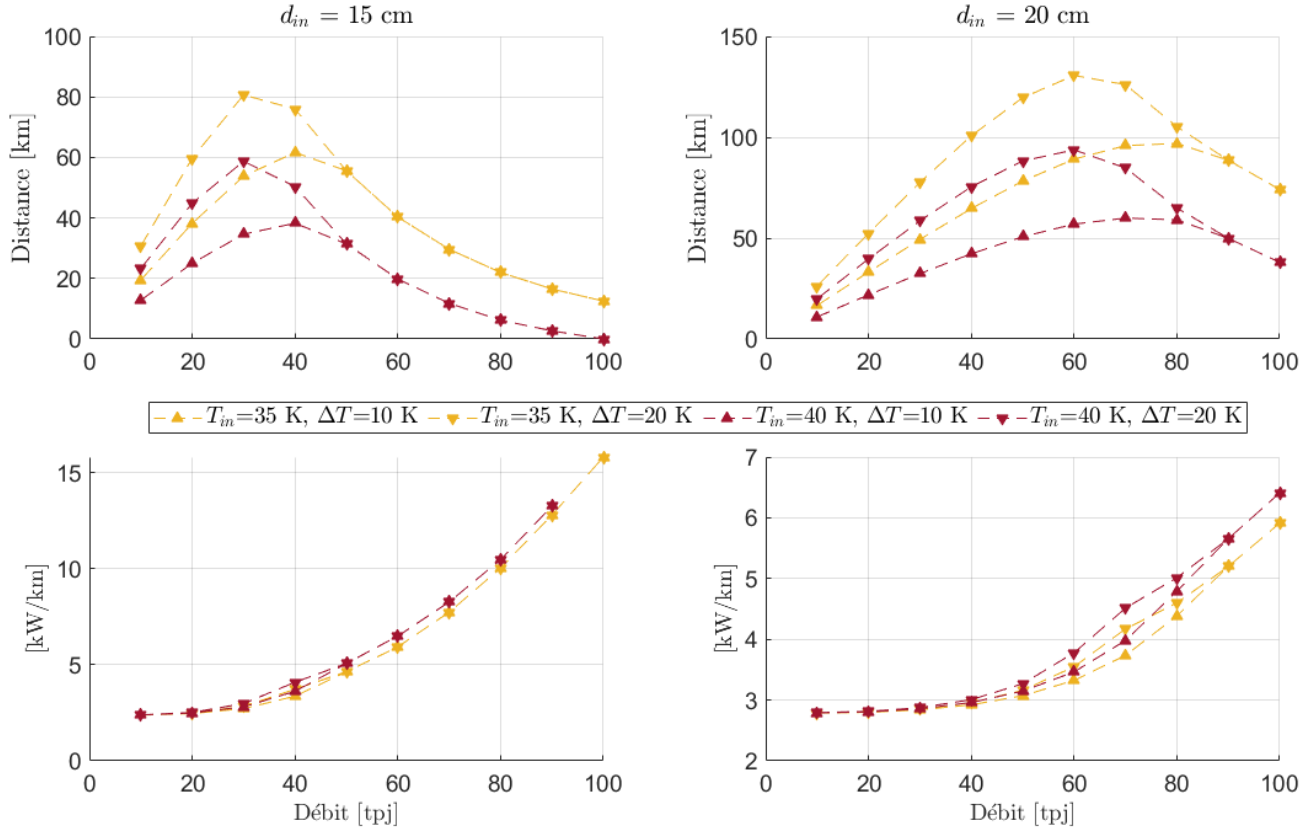 d_in = 15 cm
d_in = 20 cm
100
80
60
40
20
0
Distance [km]
0 20 40 60 80 100
150
100
50
0
Distance [km]
0 20 40 60 80 100
T_in=35 K, ΔT=10 K T_in=35 K, ΔT=20 K T_in=40 K, ΔT=10 K T_in=40 K, ΔT=20 K
15
10
5
0
[kW/km]
0 20 40 60 80 100
Débit [tpj]
7
6
5
4
3
2
[kW/km]
0 20 40 60 80 100
Débit [tpj]